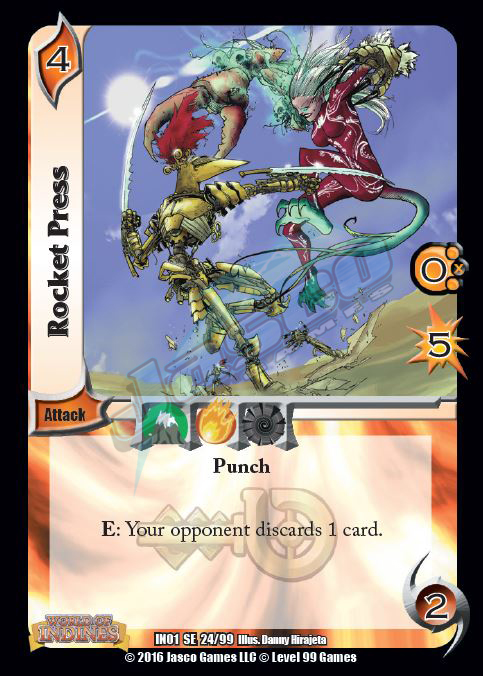 4
Rocket Press
0
5
Attack
Punch
E: Your opponent discards 1 card.
2
WORLD OF
INDINES
IN01 SE 24/99 Illus. Danny Hirajeta
© 2016 Jasco Games LLC © Level 99 Games